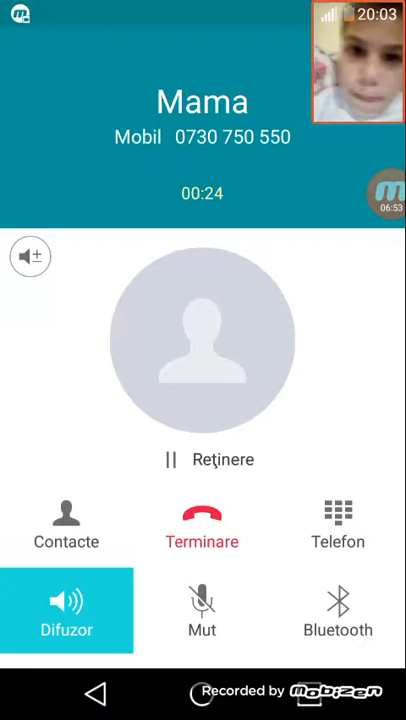 20:03
Mama
Mobil 0730 750 550
00:24
06:53
Reţinere
Contacte
Terminare
Telefon
Difuzor
Mut
Bluetooth
Recorded by mobizen